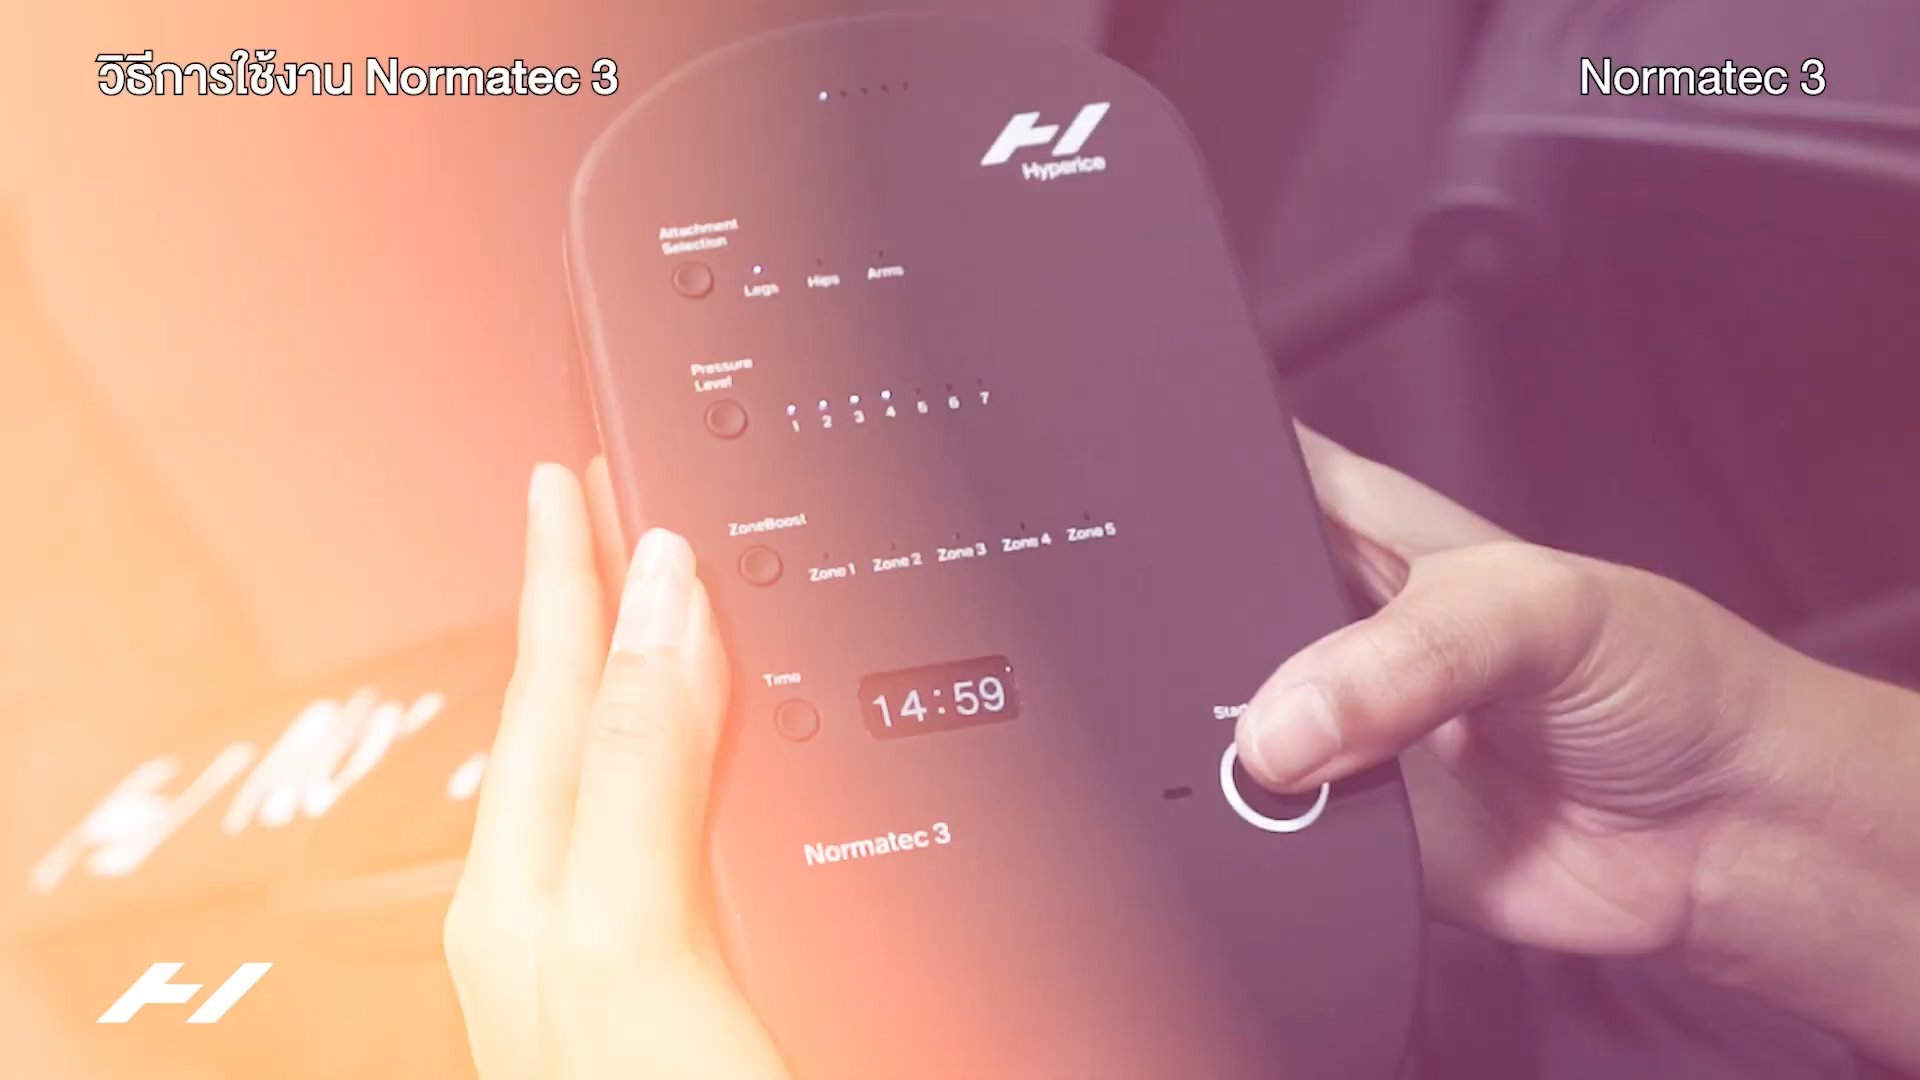 วิธีการใช้งาน Normatec 3
Normatec 3
Hyperice
Attachment
Selection
Legs Hips Arms
Pressure
Level
1 2 3 4 5 6 7
ZoneBoost
Zone 1 Zone 2 Zone 3 Zone 4 Zone 5
Time
14:59
Normatec 3